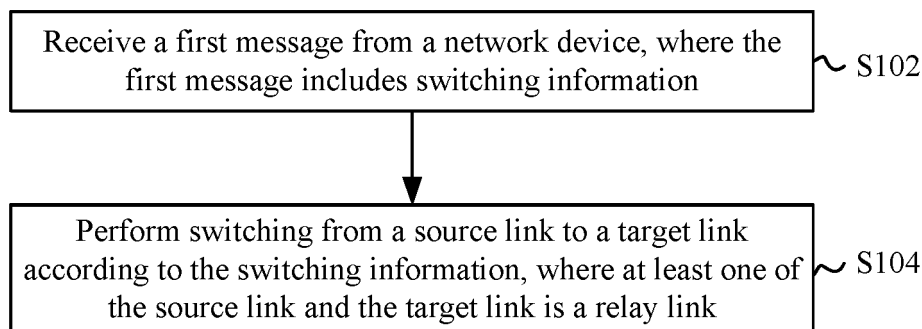 Receive a first message from a network device, where the
first message includes switching information
S102
Perform switching from a source link to a target link
according to the switching information, where at least one of
the source link and the target link is a relay link
S104